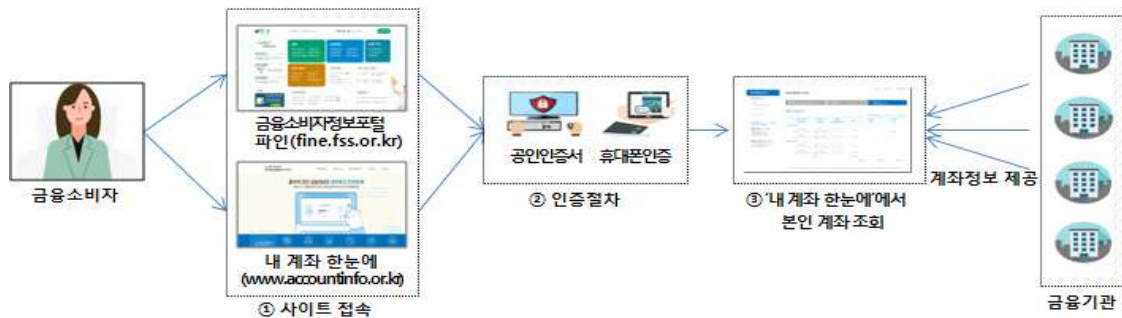 금융소비자
금융소비자정보포털
파인(fine.fss.or.kr)
내 계좌 한눈에
(www.accountinfo.or.kr)
① 사이트 접속
공인인증서
휴대폰인증
② 인증절차
③ '내 계좌 한눈에'에서
본인 계좌 조회
계좌정보 제공
금융기관